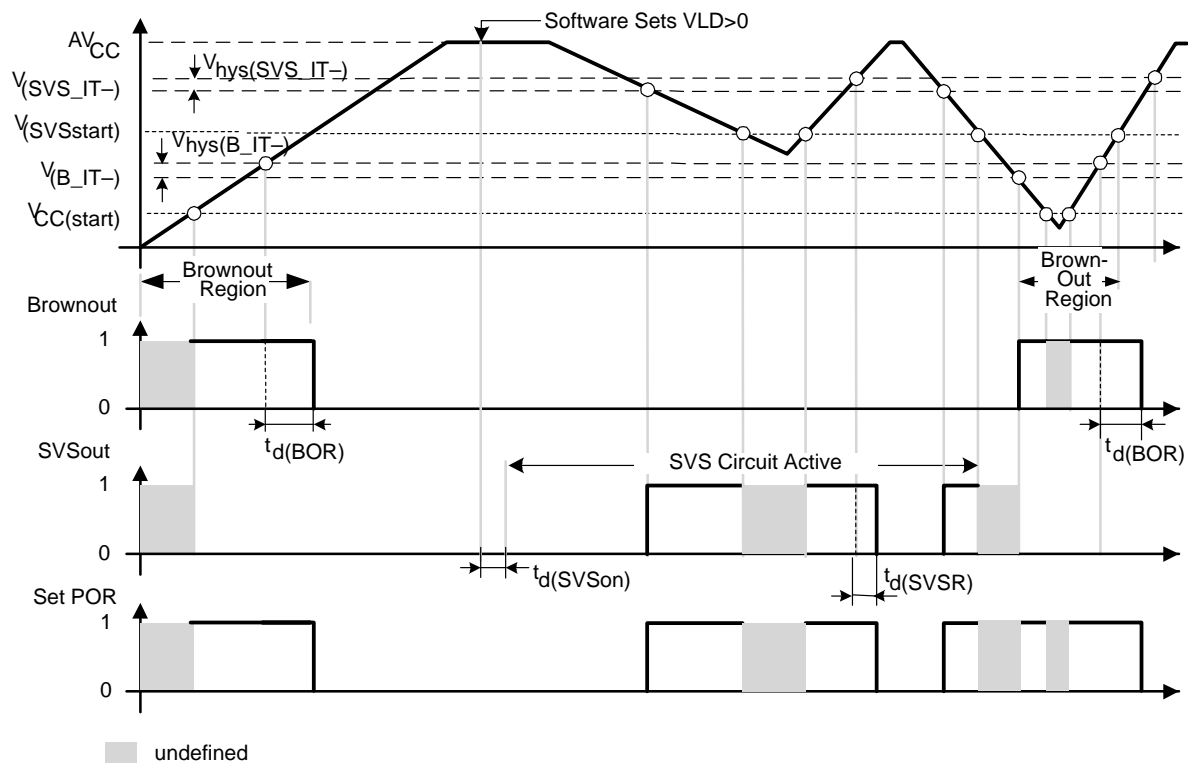 Software Sets VLD>0
AVCC
Vhys(SVS_IT–)
V(SVS_IT–)
V(SVSstart)
Vhys(B_IT–)
V(B_IT–)
VCC(start)
Brownout
Region
Brown-
Out
Region
Brownout
1
0
td(BOR)
td(BOR)
SVSout
SVS Circuit Active
1
0
td(SVSon)
td(SVSR)
Set POR
1
0
undefined